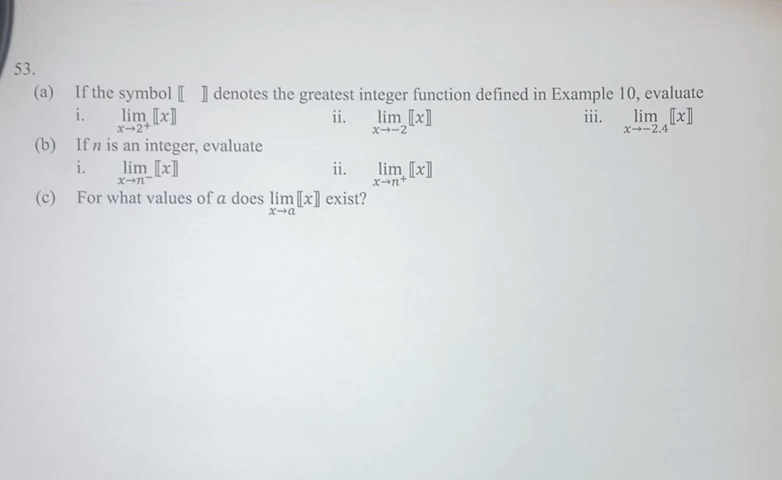 53.
(a) If the symbol ⟦ ⟧ denotes the greatest integer function defined in Example 10, evaluate
i. lim x→2⁺ ⟦x⟧ ii. lim x→−2 ⟦x⟧ iii. lim x→−2.4 ⟦x⟧
(b) If n is an integer, evaluate
i. lim x→n⁻ ⟦x⟧ ii. lim x→n⁺ ⟦x⟧
(c) For what values of a does lim x→a ⟦x⟧ exist?